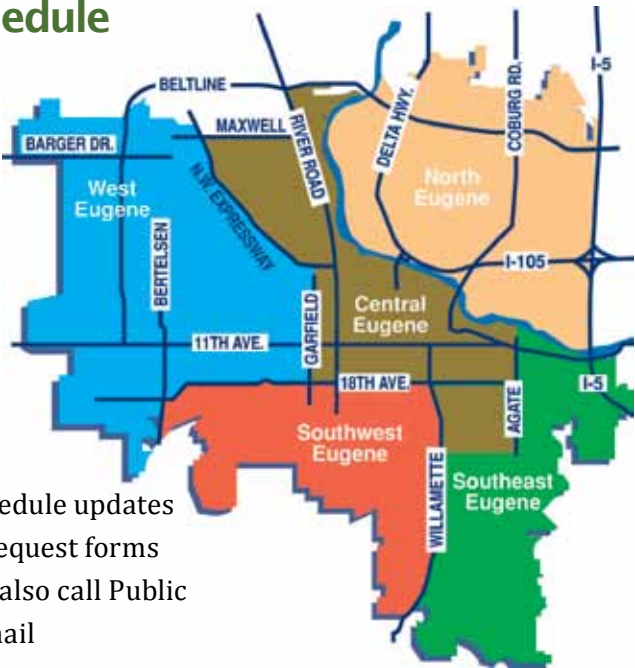 edule
I-5
BELTLINE
COBURG RD.
DELTA HWY.
MAXWELL
RIVER ROAD
BARGER DR.
North
Eugene
West
Eugene
N.W. EXPRESSWAY
BERTELSEN
I-105
Central
Eugene
GARFIELD
11TH AVE.
18TH AVE.
I-5
AGATE
Southwest
Eugene
WILLAMETTE
Southeast
Eugene
edule updates
equest forms
also call Public
ail